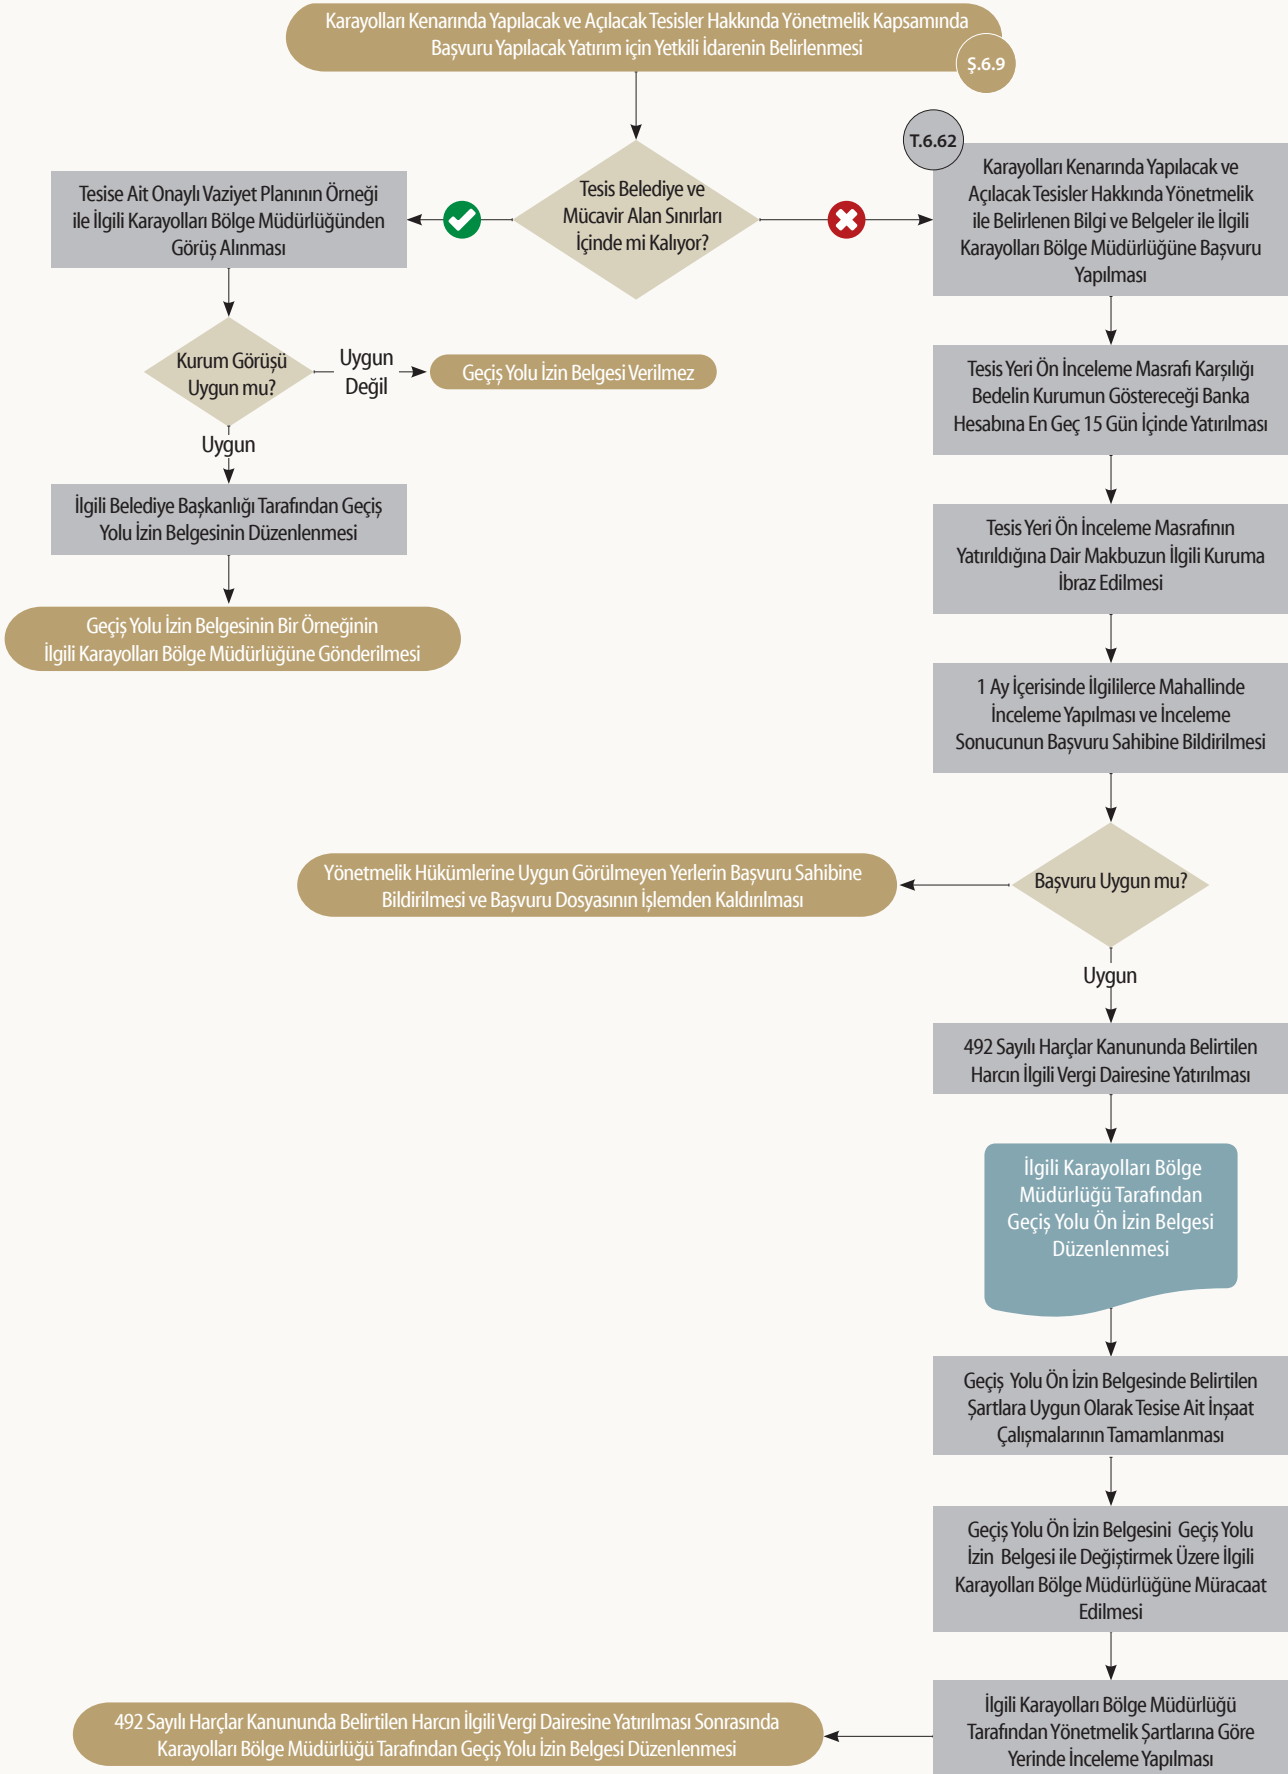 Karayolları Kenarında Yapılacak ve Açılacak Tesisler Hakkında Yönetmelik Kapsamında
Başvuru Yapılacak Yatırım için Yetkili İdarenin Belirlenmesi
Ş.6.9
Tesis Belediye ve
Mücavir Alan Sınırları
İçinde mi Kalıyor?
Tesise Ait Onaylı Vaziyet Planının Örneği
ile İlgili Karayolları Bölge Müdürlüğünden
Görüş Alınması
Kurum Görüşü
Uygun mu?
Uygun
Değil
Geçiş Yolu İzin Belgesi Verilmez
Uygun
İlgili Belediye Başkanlığı Tarafından Geçiş
Yolu İzin Belgesinin Düzenlenmesi
Geçiş Yolu İzin Belgesinin Bir Örneğinin
İlgili Karayolları Bölge Müdürlüğüne Gönderilmesi
T.6.62
Karayolları Kenarında Yapılacak ve
Açılacak Tesisler Hakkında Yönetmelik
ile Belirlenen Bilgi ve Belgeler ile İlgili
Karayolları Bölge Müdürlüğüne Başvuru
Yapılması
Tesis Yeri Ön İnceleme Masrafı Karşılığı
Bedelin Kurumun Göstereceği Banka
Hesabına En Geç 15 Gün İçinde Yatırılması
Tesis Yeri Ön İnceleme Masrafının
Yatırıldığına Dair Makbuzun İlgili Kuruma
İbraz Edilmesi
1 Ay İçerisinde İlgililerce Mahallinde
İnceleme Yapılması ve İnceleme
Sonucunun Başvuru Sahibine Bildirilmesi
Başvuru Uygun mu?
Yönetmelik Hükümlerine Uygun Görülmeyen Yerlerin Başvuru Sahibine
Bildirilmesi ve Başvuru Dosyasının İşlemden Kaldırılması
Uygun
492 Sayılı Harçlar Kanununda Belirtilen
Harcın İlgili Vergi Dairesine Yatırılması
İlgili Karayolları Bölge
Müdürlüğü Tarafından
Geçiş Yolu Ön İzin Belgesi
Düzenlenmesi
Geçiş Yolu Ön İzin Belgesinde Belirtilen
Şartlara Uygun Olarak Tesise Ait İnşaat
Çalışmalarının Tamamlanması
Geçiş Yolu Ön İzin Belgesini Geçiş Yolu
İzin Belgesi ile Değiştirmek Üzere İlgili
Karayolları Bölge Müdürlüğüne Müracaat
Edilmesi
İlgili Karayolları Bölge Müdürlüğü
Tarafından Yönetmelik Şartlarına Göre
Yerinde İnceleme Yapılması
492 Sayılı Harçlar Kanununda Belirtilen Harcın İlgili Vergi Dairesine Yatırılması Sonrasında
Karayolları Bölge Müdürlüğü Tarafından Geçiş Yolu İzin Belgesi Düzenlenmesi